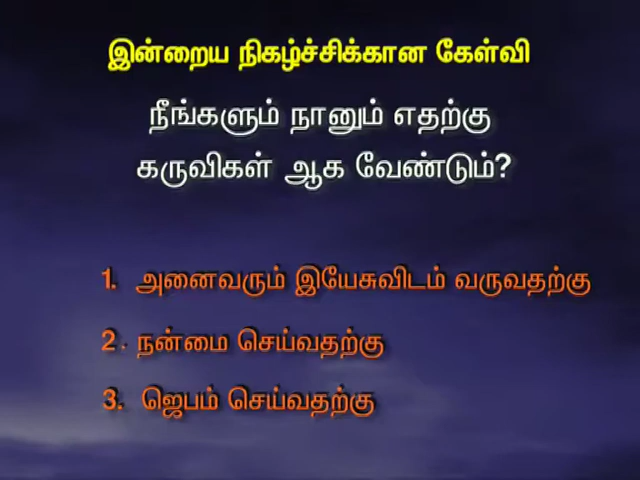 இன்றைய நிகழ்ச்சிக்கான கேள்வி
நீங்களும் நானும் எதற்கு
கருவிகள் ஆக வேண்டும்?
1. அனைவரும் இயேசுவிடம் வருவதற்கு
2. நன்மை செய்வதற்கு
3. ஜெபம் செய்வதற்கு